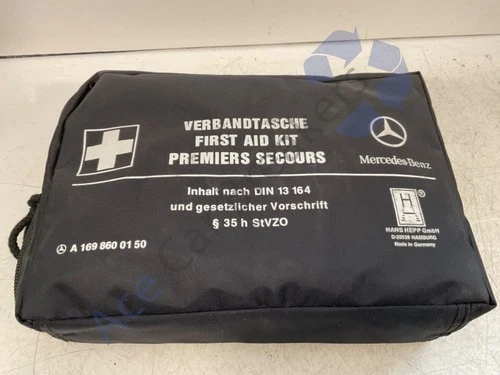 VERBANDTASCHE
FIRST AID KIT
PREMIERS SECOURS
Mercedes-Benz
Inhalt nach DIN 13 164
und gesetzlicher Vorschrift
§ 35 h StVZO
HANS HEPP GmbH
D-20539 HAMBURG
Made in Germany
A 169 860 01 50